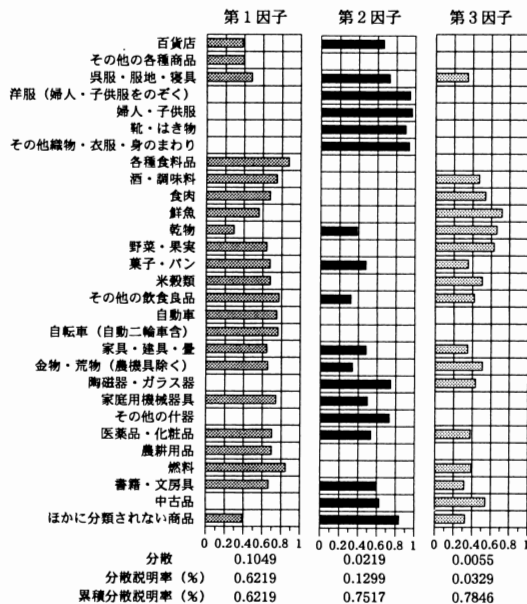 第1因子 第2因子 第3因子
百貨店
その他の各種商品
呉服・服地・寝具
洋服（婦人・子供服をのぞく）
婦人・子供服
靴・はき物
その他織物・衣服・身のまわり
各種食料品
酒・調味料
食肉
鮮魚
乾物
野菜・果実
菓子・パン
米穀類
その他の飲食良品
自動車
自転車（自動二輪車含）
家具・建具・畳
金物・荒物（農機具除く）
陶磁器・ガラス器
家庭用機械器具
その他の什器
医薬品・化粧品
農耕用品
燃料
書籍・文房具
中古品
ほかに分類されない商品
0 0.20.40.60.8 1 0 0.20.40.60.8 1 0 0.20.40.60.8 1
分散 0.1049 0.0219 0.0055
分散説明率（%） 0.6219 0.1299 0.0329
累積分散説明率（%） 0.6219 0.7517 0.7846